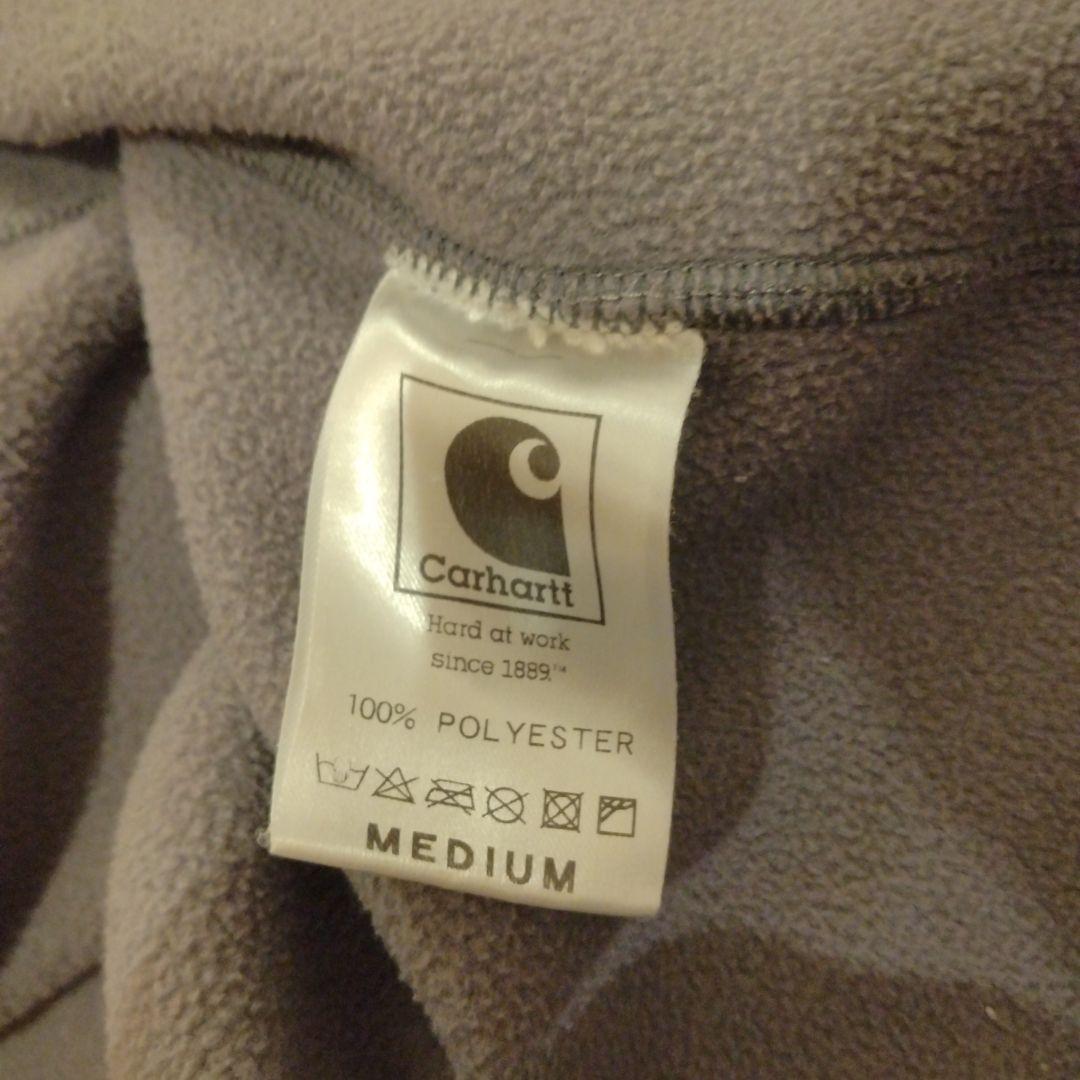 Carhartt
Hard at work
since 1889.™
100% POLYESTER
MEDIUM